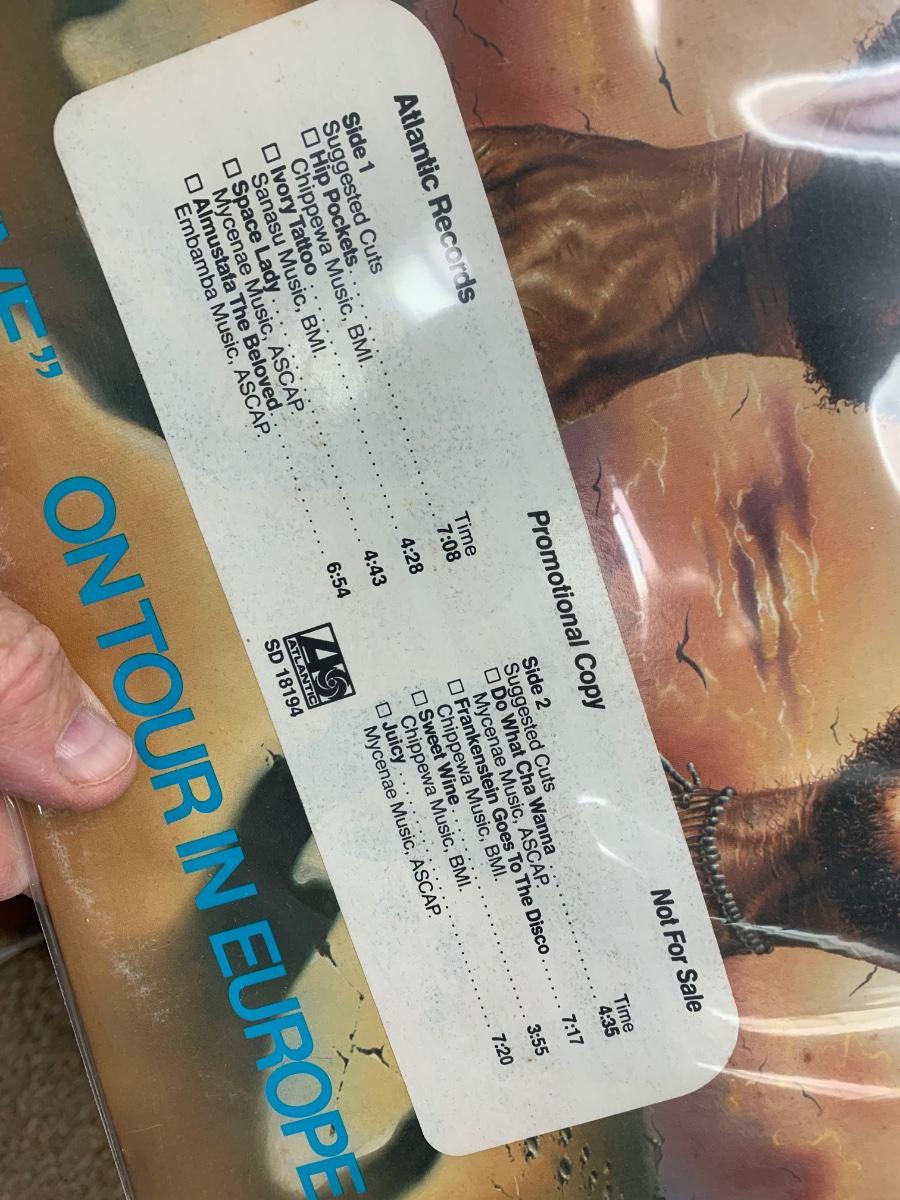 Atlantic Records
Promotional Copy
Not For Sale
Side 1
Suggested Cuts
Time
☐ Hip Pockets 7:08
Chippewa Music, BMI.
☐ Ivory Tattoo 4:28
Sanasu Music, BMI.
☐ Space Lady 4:43
Mycenae Music, ASCAP
☐ Almustafa The Beloved 6:54
Embamba Music, ASCAP.
ATLANTIC
SD 18194
Side 2
Suggested Cuts
Time
☐ Do What Cha Wanna 4:35
Mycenae Music, ASCAP.
☐ Frankenstein Goes To The Disco 7:17
Chippewa Music, BMI.
☐ Sweet Wine 3:55
Chippewa Music, BMI.
☐ Juicy 7:20
Mycenae Music, ASCAP.
VE” ON TOUR IN EUROPE